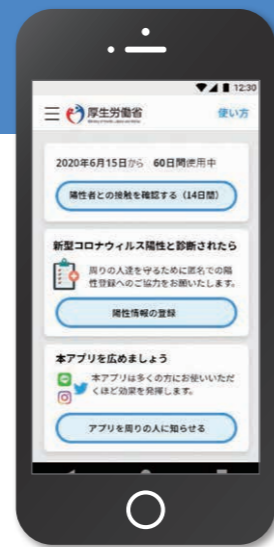 12:30
厚生労働省
使い方
2020年6月15日から 60日間使用中
陽性者との接触を確認する（14日間）
新型コロナウィルス陽性と診断されたら
周りの人達を守るために匿名での陽
性登録へのご協力をお願いいたします。
陽性情報の登録
本アプリを広めましょう
本アプリは多くの方にお使いいただ
くほど効果を発揮します。
アプリを周りの人に知らせる